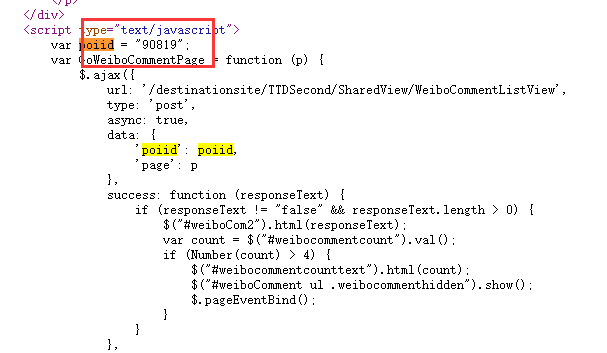 </p>
</div>
<script type="text/javascript">
var poiid = "90819";
var GoWeiboCommentPage = function (p) {
$.ajax({
url: '/destinationsite/TTDSecond/SharedView/WeiboCommentListView',
type: 'post',
async: true,
data: {
'poiid': poiid,
'page': p
},
success: function (responseText) {
if (responseText != "false" && responseText.length > 0) {
$("#weiboCom2").html(responseText);
var count = $("#weibocommentcount").val();
if (Number(count) > 4) {
$("#weibocommentcounttext").html(count);
$("#weiboComment ul .weibocommenthidden").show();
$.pageEventBind();
}
}
},